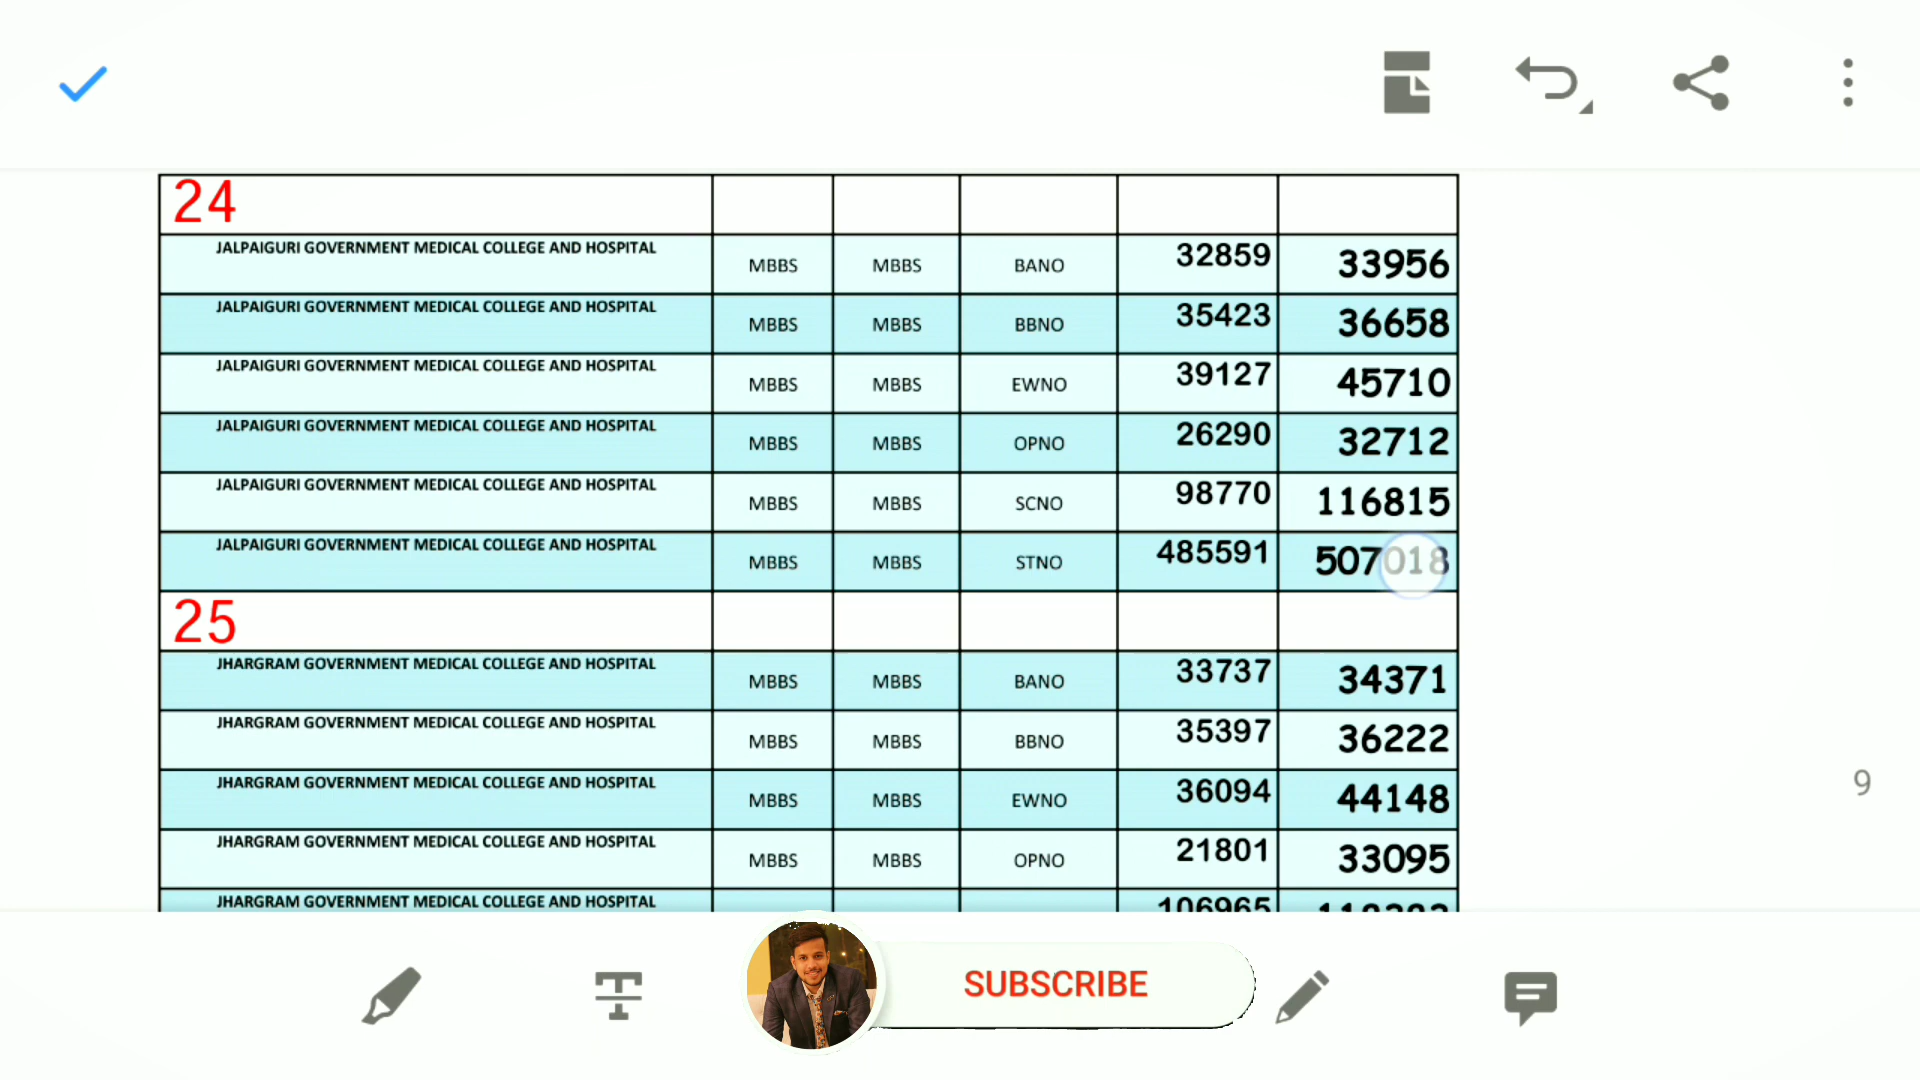 24
JALPAIGURI GOVERNMENT MEDICAL COLLEGE AND HOSPITAL MBBS MBBS BANO 32859 33956
JALPAIGURI GOVERNMENT MEDICAL COLLEGE AND HOSPITAL MBBS MBBS BBNO 35423 36658
JALPAIGURI GOVERNMENT MEDICAL COLLEGE AND HOSPITAL MBBS MBBS EWNO 39127 45710
JALPAIGURI GOVERNMENT MEDICAL COLLEGE AND HOSPITAL MBBS MBBS OPNO 26290 32712
JALPAIGURI GOVERNMENT MEDICAL COLLEGE AND HOSPITAL MBBS MBBS SCNO 98770 116815
JALPAIGURI GOVERNMENT MEDICAL COLLEGE AND HOSPITAL MBBS MBBS STNO 485591 507018
25
JHARGRAM GOVERNMENT MEDICAL COLLEGE AND HOSPITAL MBBS MBBS BANO 33737 34371
JHARGRAM GOVERNMENT MEDICAL COLLEGE AND HOSPITAL MBBS MBBS BBNO 35397 36222
JHARGRAM GOVERNMENT MEDICAL COLLEGE AND HOSPITAL MBBS MBBS EWNO 36094 44148
JHARGRAM GOVERNMENT MEDICAL COLLEGE AND HOSPITAL MBBS MBBS OPNO 21801 33095
JHARGRAM GOVERNMENT MEDICAL COLLEGE AND HOSPITAL 106965
9
SUBSCRIBE